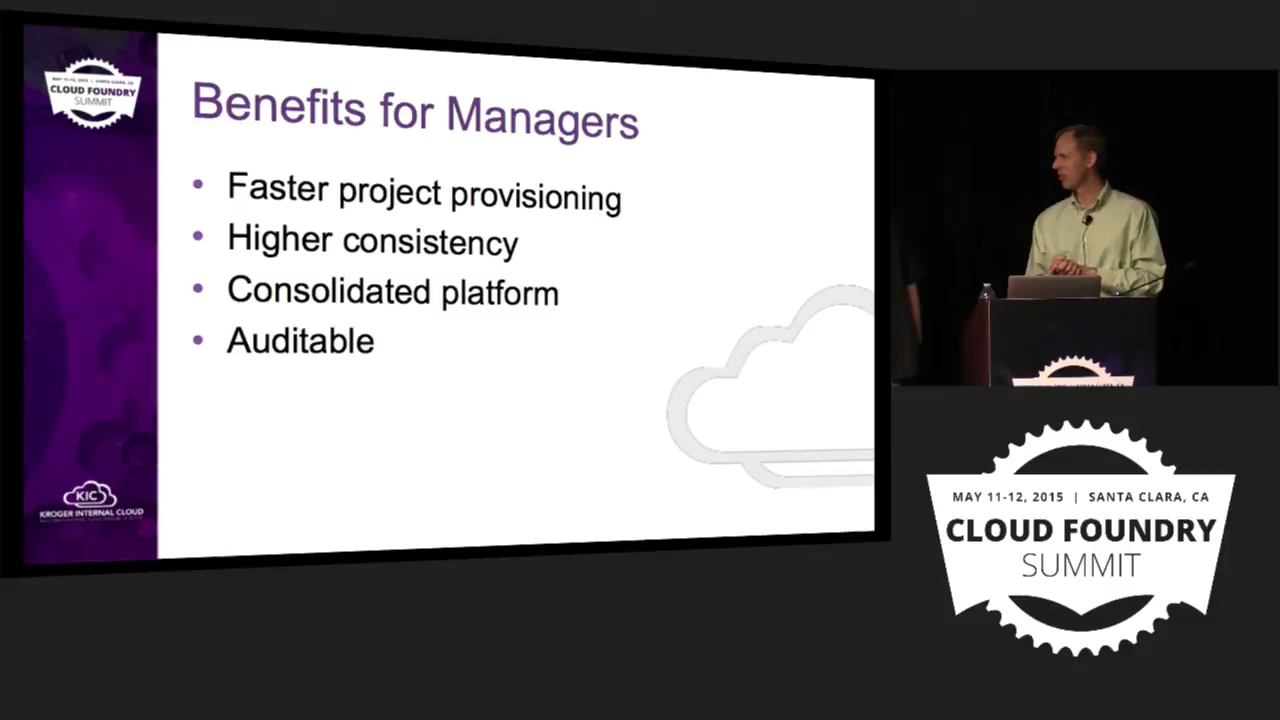 MAY 11-12, 2015 | SANTA CLARA, CA
CLOUD FOUNDRY
SUMMIT
Benefits for Managers
• Faster project provisioning
• Higher consistency
• Consolidated platform
• Auditable
KIC
KROGER INTERNAL CLOUD
MAY 11-12, 2015 | SANTA CLARA, CA
CLOUD FOUNDRY
SUMMIT